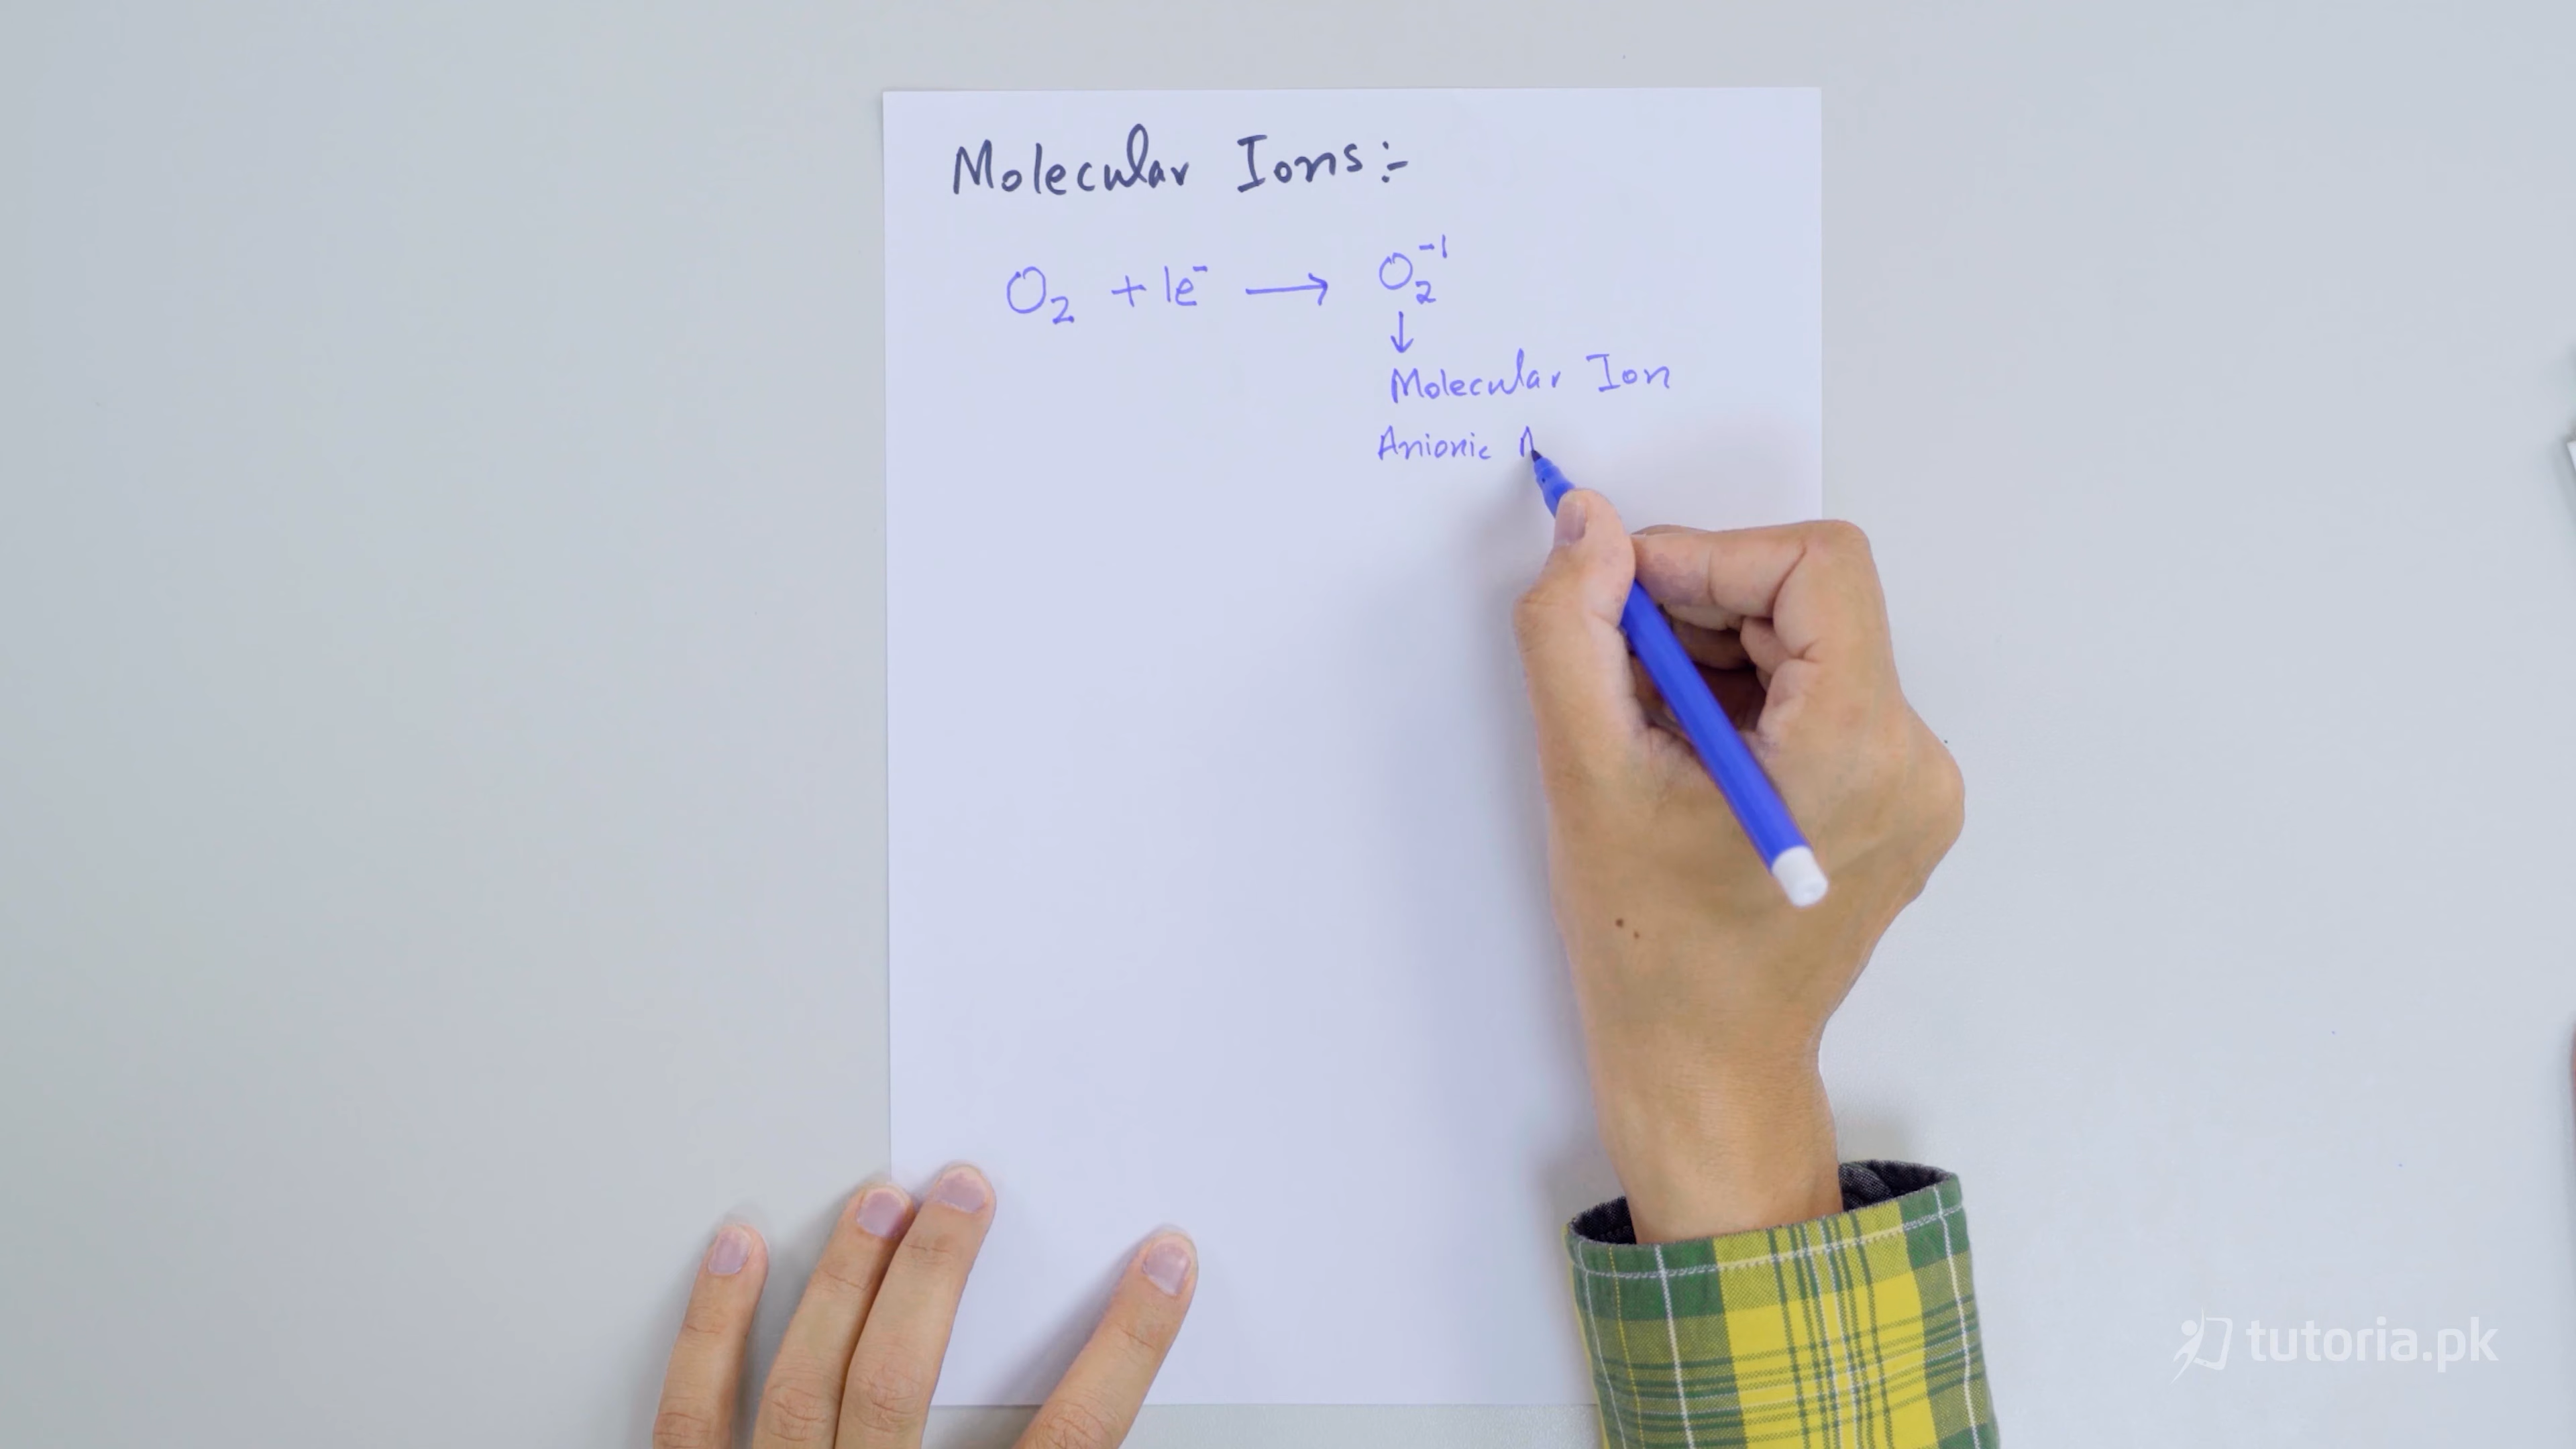 Molecular Ions :-
O₂ + 1e⁻ → O₂⁻¹
↓
Molecular Ion
Anionic
tutoria.pk